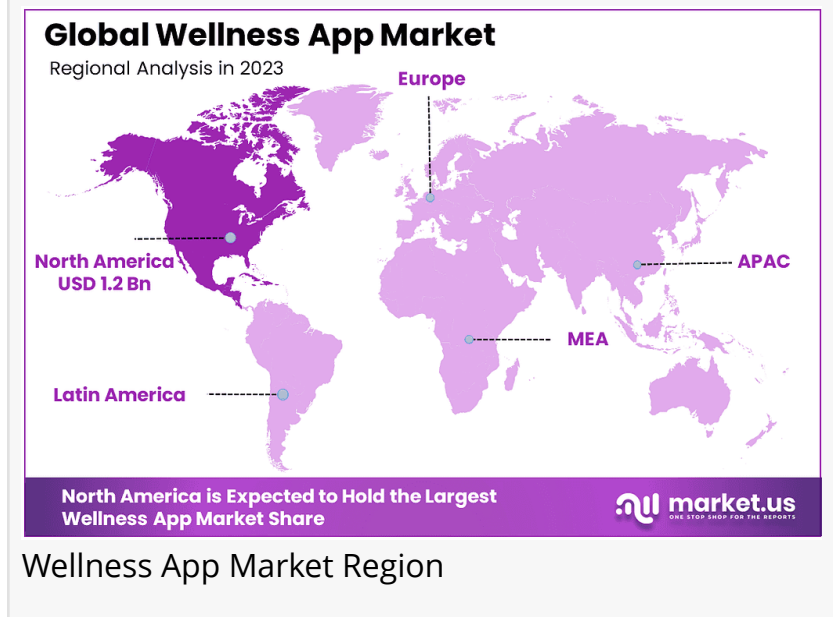 Global Wellness App Market
Regional Analysis in 2023
Europe
North America
USD 1.2 Bn
APAC
MEA
Latin America
North America is Expected to Hold the Largest
Wellness App Market Share
market.us
ONE STOP SHOP FOR THE REPORTS
Wellness App Market Region